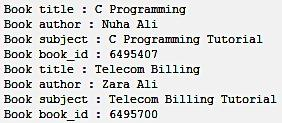 Book title : C Programming
Book author : Nuha Ali
Book subject : C Programming Tutorial
Book book_id : 6495407
Book title : Telecom Billing
Book author : Zara Ali
Book subject : Telecom Billing Tutorial
Book book_id : 6495700